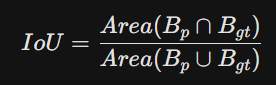 IoU = Area(B_p ∩ B_gt) / Area(B_p ∪ B_gt)